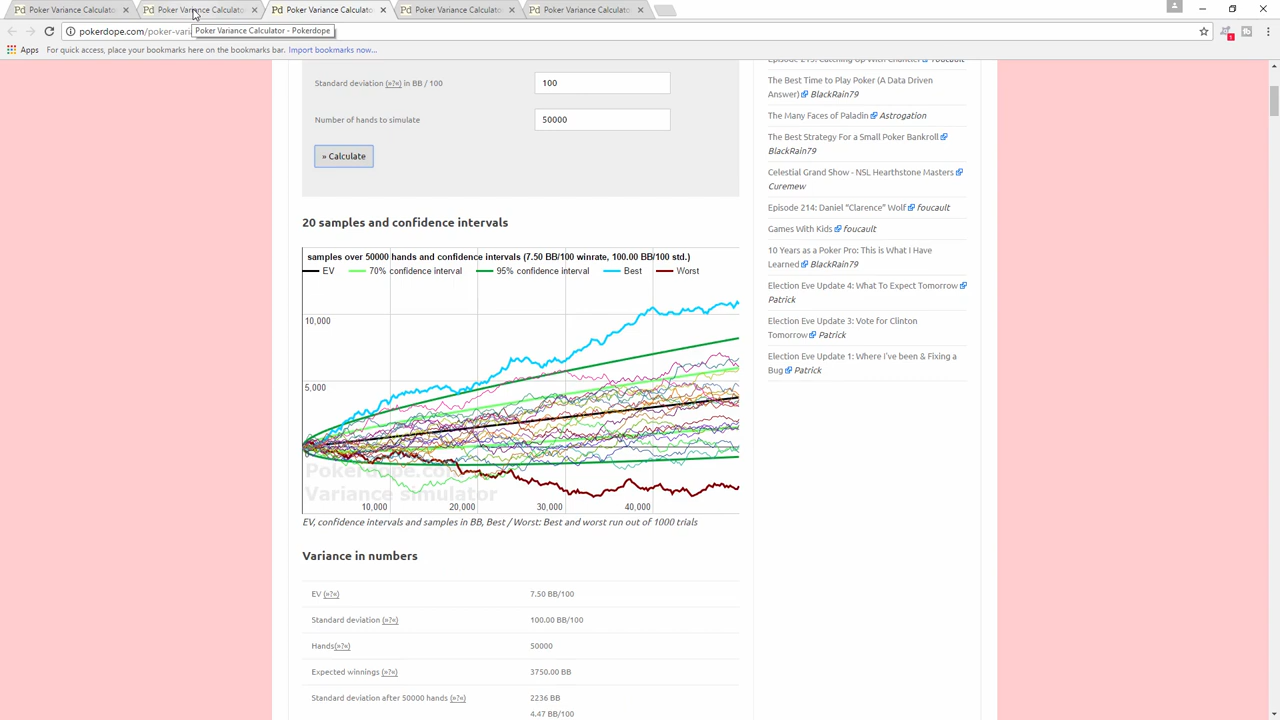 Poker Variance Calculato
Poker Variance Calculato
Poker Variance Calculato
Poker Variance Calculato
Poker Variance Calculato
pokerdope.com/poker-vari
Poker Variance Calculator - Pokerdope
Apps
For quick access, place your bookmarks here on the bookmarks bar. Import bookmarks now...
Standard deviation (»?«) in BB / 100
100
Number of hands to simulate
50000
» Calculate
20 samples and confidence intervals
samples over 50000 hands and confidence intervals (7.50 BB/100 winrate, 100.00 BB/100 std.)
EV 70% confidence interval 95% confidence interval Best Worst
10,000
5,000
0
Pokerdope.com
Variance simulator
10,000 20,000 30,000 40,000
EV, confidence intervals and samples in BB, Best / Worst: Best and worst run out of 1000 trials
Variance in numbers
EV (»?«) 7.50 BB/100
Standard deviation (»?«) 100.00 BB/100
Hands(»?«) 50000
Expected winnings (»?«) 3750.00 BB
Standard deviation after 50000 hands (»?«) 2236 BB
4.47 BB/100
foucault
The Best Time to Play Poker (A Data Driven
Answer) BlackRain79
The Many Faces of Paladin Astrogation
The Best Strategy For a Small Poker Bankroll
BlackRain79
Celestial Grand Show - NSL Hearthstone Masters
Curemew
Episode 214: Daniel “Clarence” Wolf foucault
Games With Kids foucault
10 Years as a Poker Pro: This is What I Have
Learned BlackRain79
Election Eve Update 4: What To Expect Tomorrow
Patrick
Election Eve Update 3: Vote for Clinton
Tomorrow Patrick
Election Eve Update 1: Where I've been & Fixing a
Bug Patrick